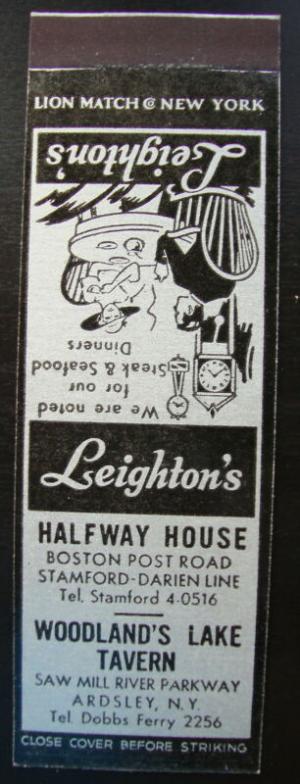 LION MATCH Co NEW YORK
Leighton's
We are noted
for our
Steak & Seafood
Dinners
Leighton's
HALFWAY HOUSE
BOSTON POST ROAD
STAMFORD-DARIEN LINE
Tel. Stamford 4-0516
WOODLAND'S LAKE
TAVERN
SAW MILL RIVER PARKWAY
ARDSLEY, N.Y.
Tel. Dobbs Ferry 2256
CLOSE COVER BEFORE STRIKING